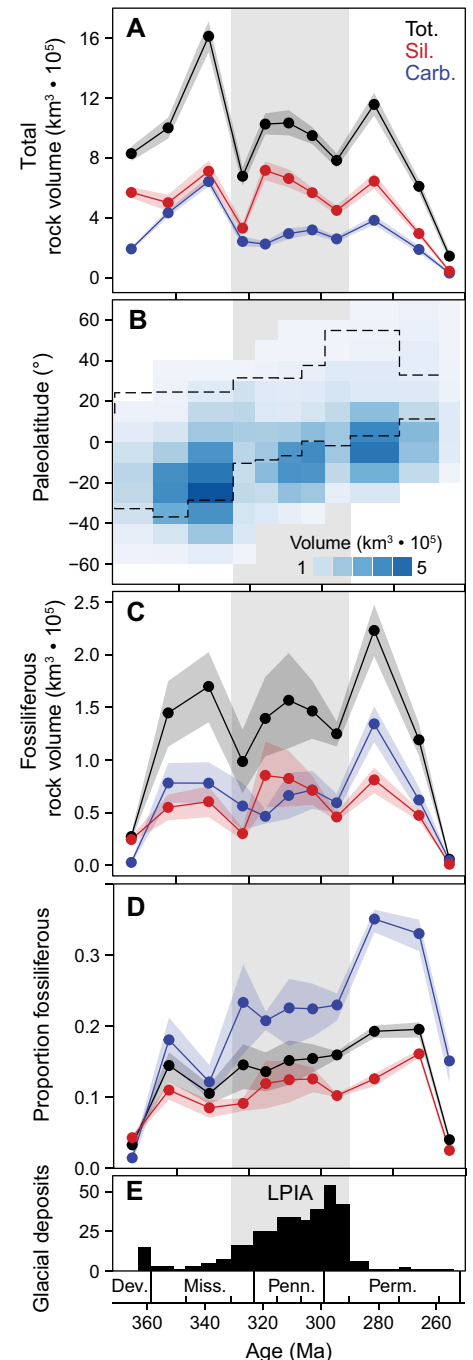 A
Tot.
Sil.
Carb.
Total
rock volume (km³ • 10⁵)
16
12
8
4
0
B
Paleolatitude (°)
60
40
20
0
−20
−40
−60
Volume (km³ • 10⁵)
1 5
C
Fossiliferous
rock volume (km³ • 10⁵)
2.5
2.0
1.5
1.0
0.5
0.0
D
Proportion fossiliferous
0.3
0.2
0.1
0.0
E
LPIA
Glacial deposits
50
25
0
Dev. Miss. Penn. Perm.
360 340 320 300 280 260
Age (Ma)